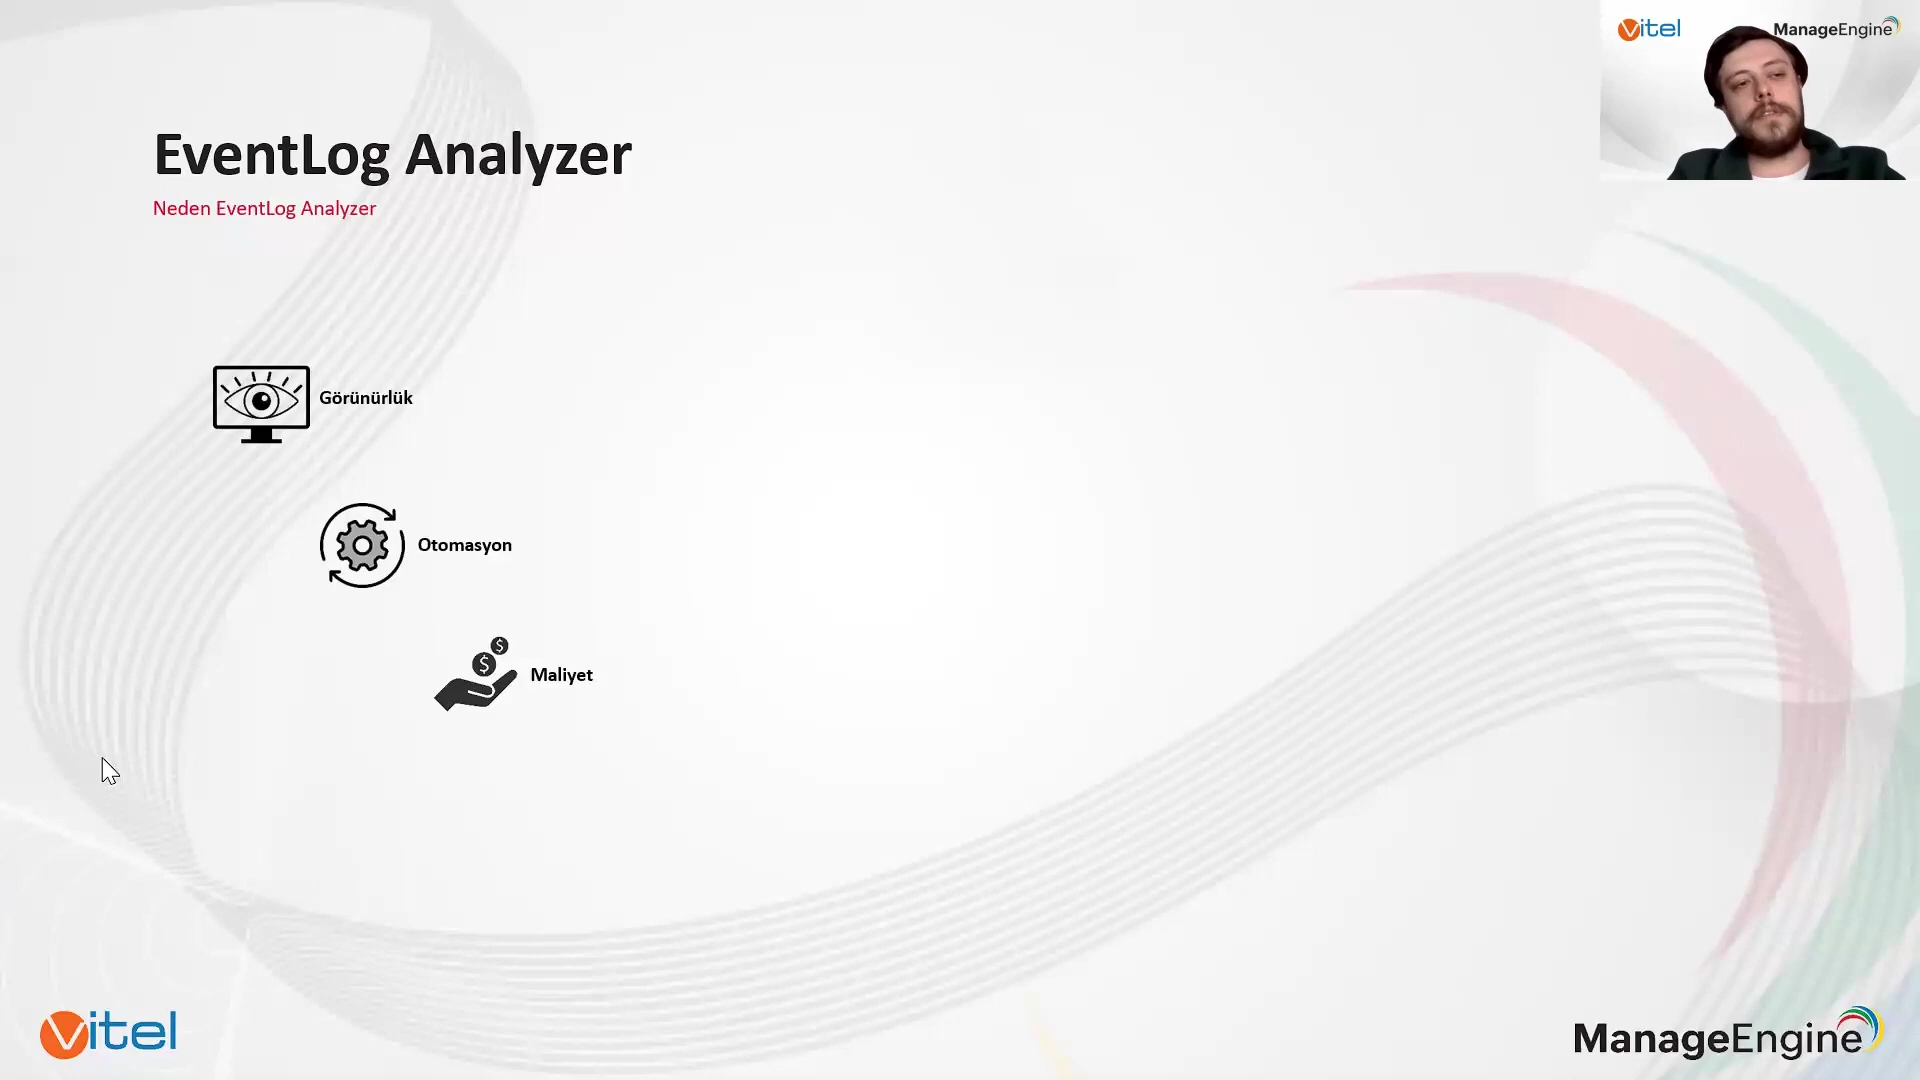 vitel
ManageEngine
EventLog Analyzer
Neden EventLog Analyzer
Görünürlük
Otomasyon
$
$
Maliyet
vitel
ManageEngine